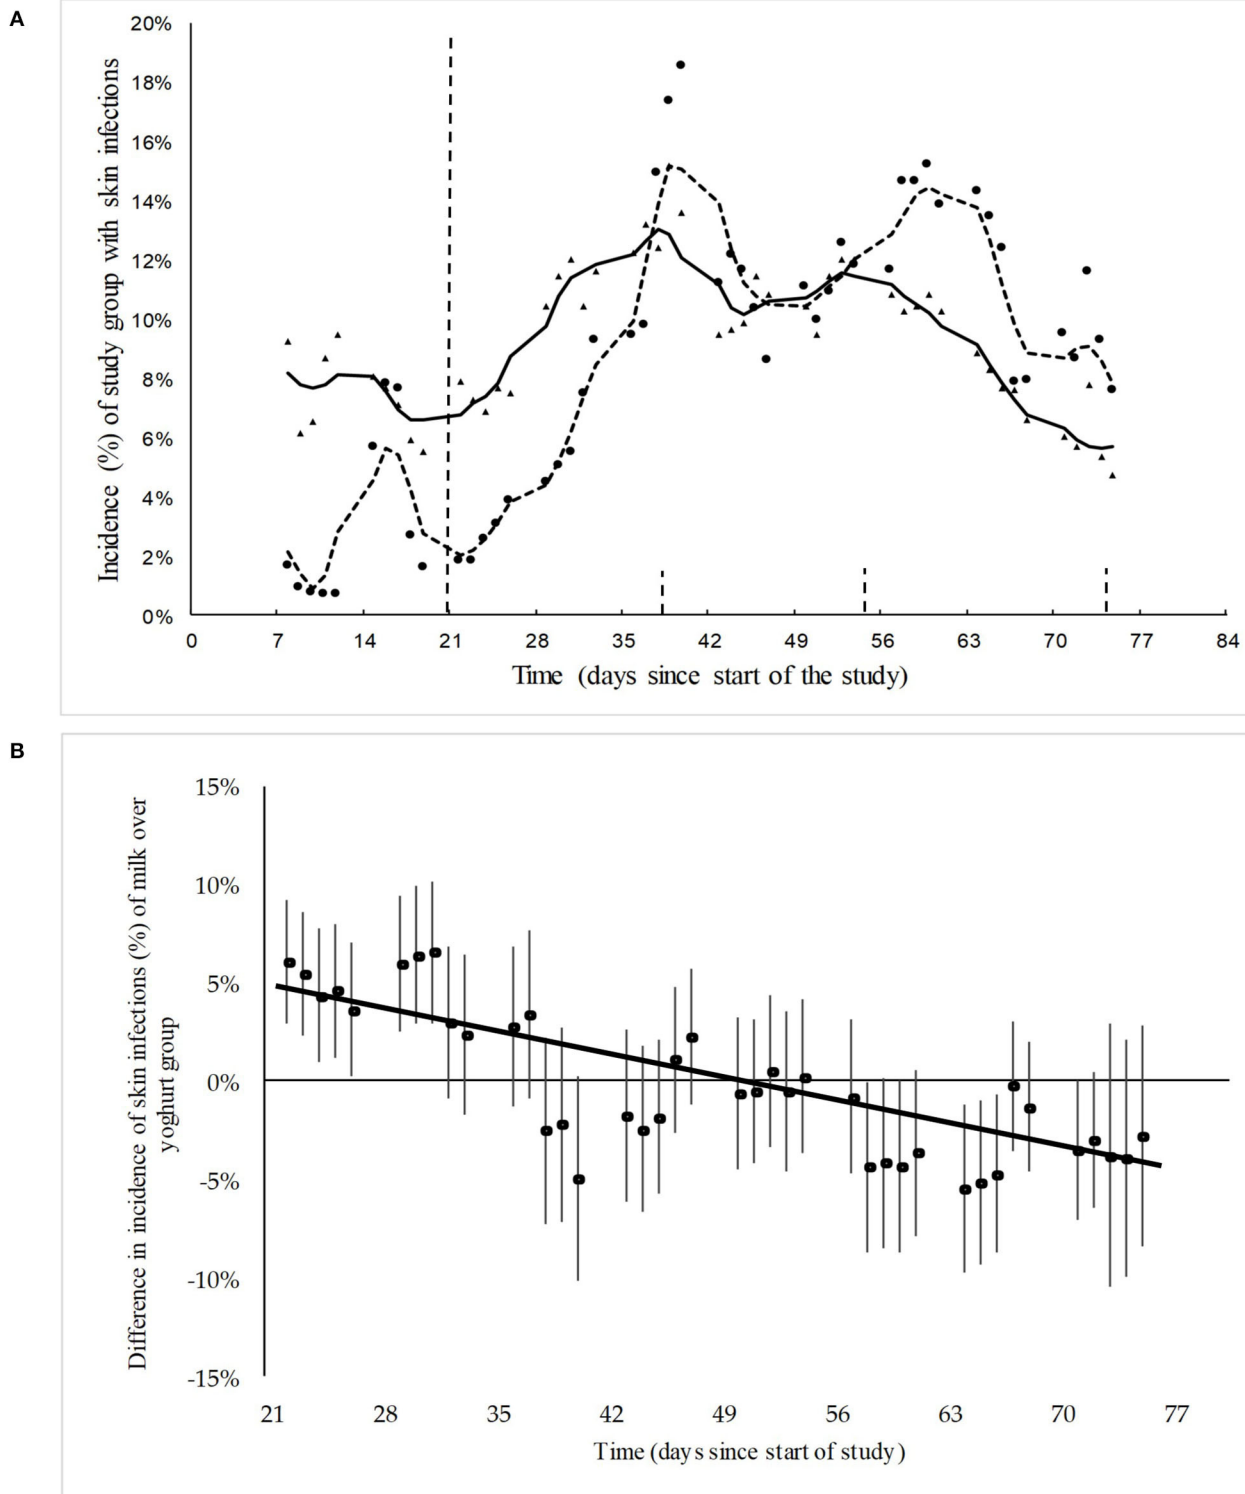 A
20%
18%
16%
14%
12%
10%
8%
6%
4%
2%
0%
Incidence (%) of study group with skin infections
0 7 14 21 28 35 42 49 56 63 70 77 84
Time (days since start of the study)
B
15%
10%
5%
0%
-5%
-10%
-15%
Difference in incidence of skin infections (%) of milk over
yoghurt group
21 28 35 42 49 56 63 70 77
Time (days since start of study)